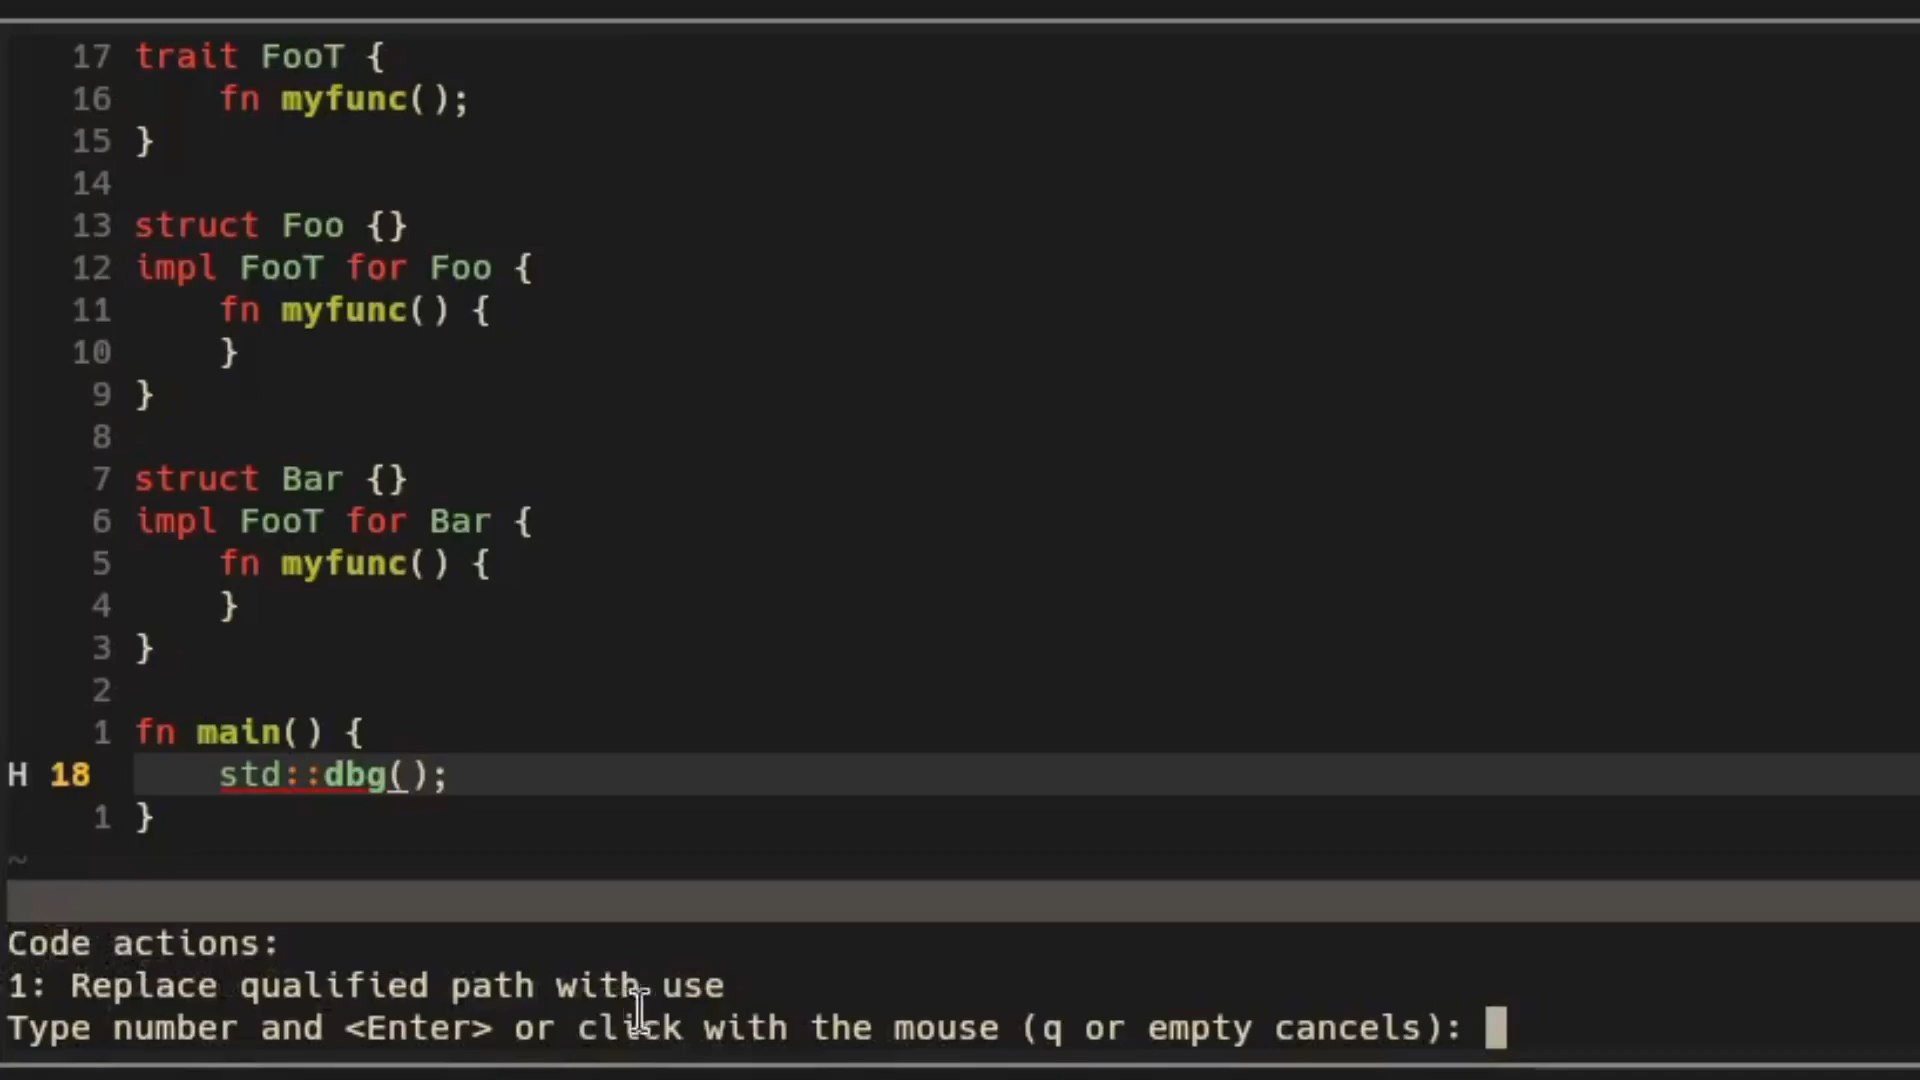 17 trait FooT {
16     fn myfunc();
15 }
14
13 struct Foo {}
12 impl FooT for Foo {
11     fn myfunc() {
10     }
9 }
8
7 struct Bar {}
6 impl FooT for Bar {
5     fn myfunc() {
4     }
3 }
2
1 fn main() {
H 18     std::dbg();
1 }
~
Code actions:
1: Replace qualified path with use
Type number and <Enter> or click with the mouse (q or empty cancels):